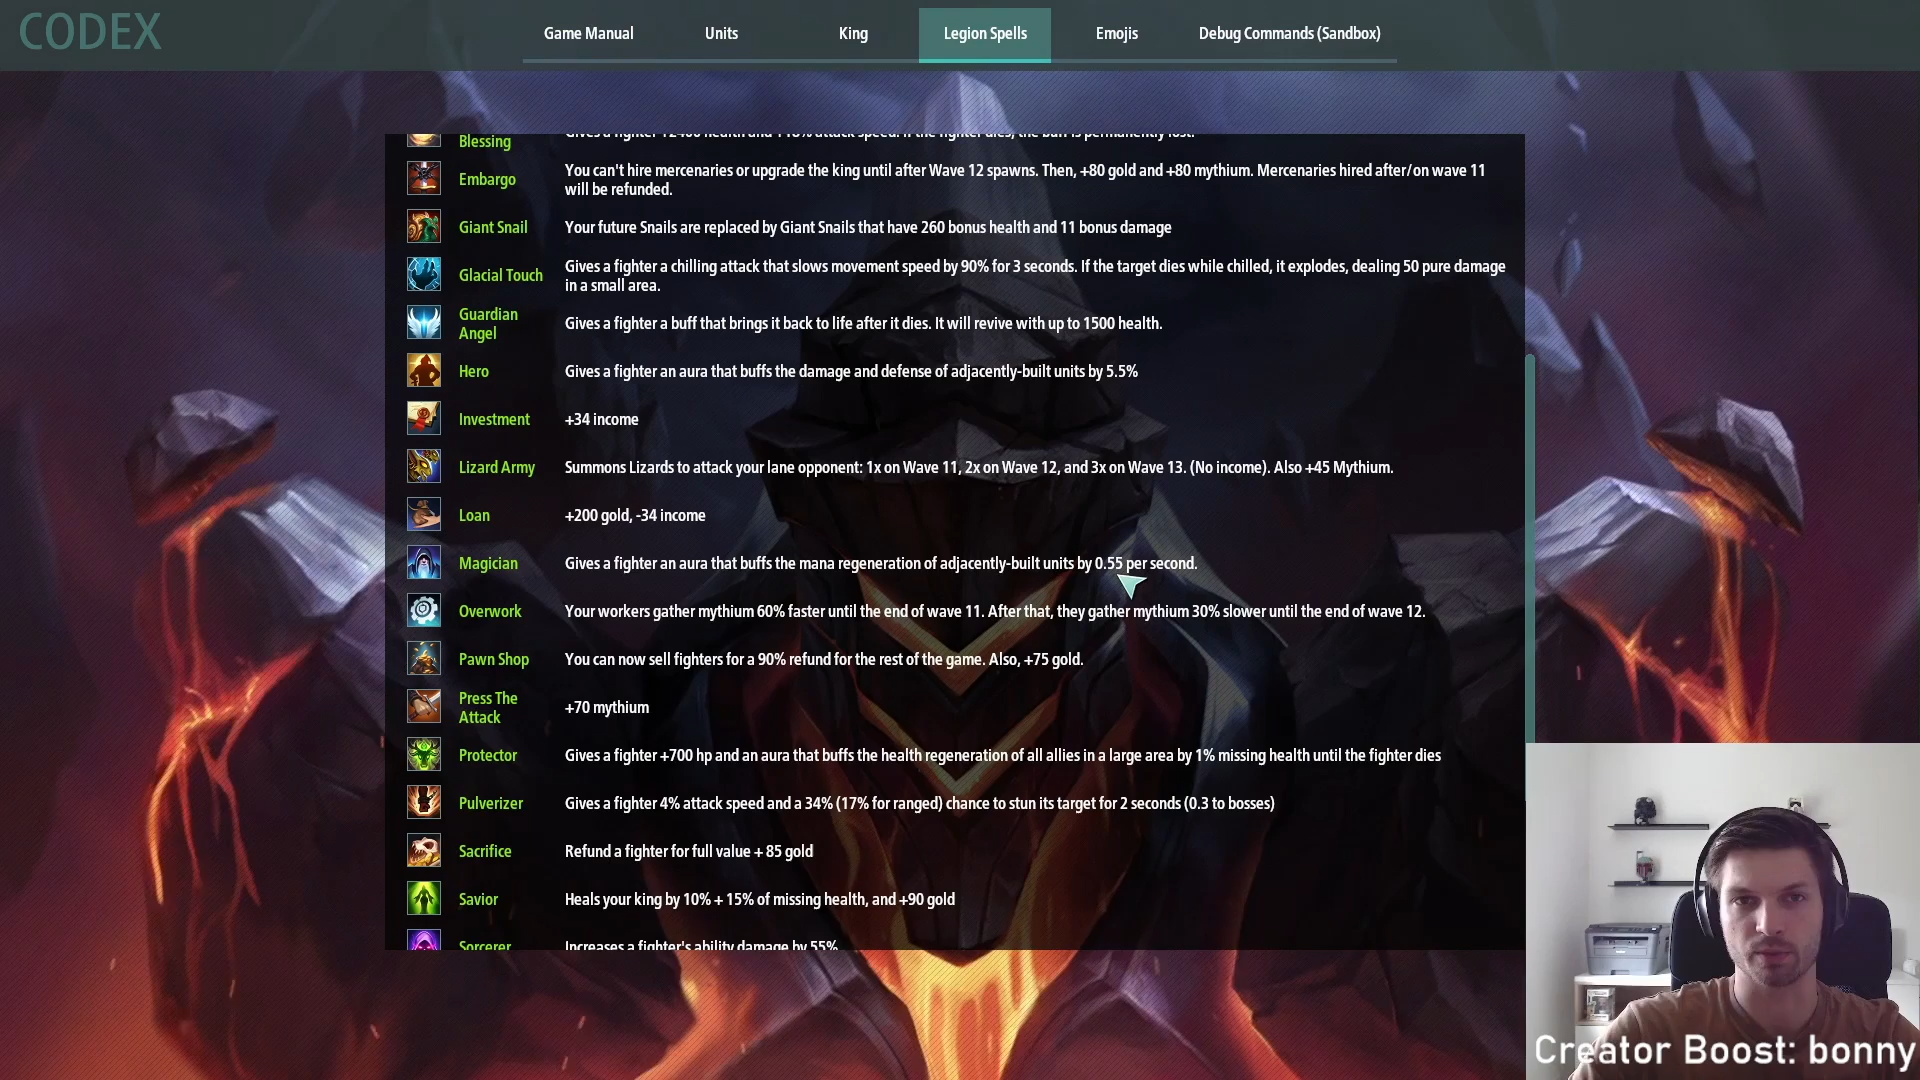 CODEX
Game Manual
Units
King
Legion Spells
Emojis
Debug Commands (Sandbox)
Blessing
Embargo
You can't hire mercenaries or upgrade the king until after Wave 12 spawns. Then, +80 gold and +80 mythium. Mercenaries hired after/on wave 11
will be refunded.
Giant Snail
Your future Snails are replaced by Giant Snails that have 260 bonus health and 11 bonus damage
Glacial Touch
Gives a fighter a chilling attack that slows movement speed by 90% for 3 seconds. If the target dies while chilled, it explodes, dealing 50 pure damage
in a small area.
Guardian
Angel
Gives a fighter a buff that brings it back to life after it dies. It will revive with up to 1500 health.
Hero
Gives a fighter an aura that buffs the damage and defense of adjacently-built units by 5.5%
Investment
+34 income
Lizard Army
Summons Lizards to attack your lane opponent: 1x on Wave 11, 2x on Wave 12, and 3x on Wave 13. (No income). Also +45 Mythium.
Loan
+200 gold, -34 income
Magician
Gives a fighter an aura that buffs the mana regeneration of adjacently-built units by 0.55 per second.
Overwork
Your workers gather mythium 60% faster until the end of wave 11. After that, they gather mythium 30% slower until the end of wave 12.
Pawn Shop
You can now sell fighters for a 90% refund for the rest of the game. Also, +75 gold.
Press The
Attack
+70 mythium
Protector
Gives a fighter +700 hp and an aura that buffs the health regeneration of all allies in a large area by 1% missing health until the fighter dies
Pulverizer
Gives a fighter 4% attack speed and a 34% (17% for ranged) chance to stun its target for 2 seconds (0.3 to bosses)
Sacrifice
Refund a fighter for full value + 85 gold
Savior
Heals your king by 10% + 15% of missing health, and +90 gold
Sorcerer
Increases a fighter's ability damage by 55%
Creator Boost: bonny